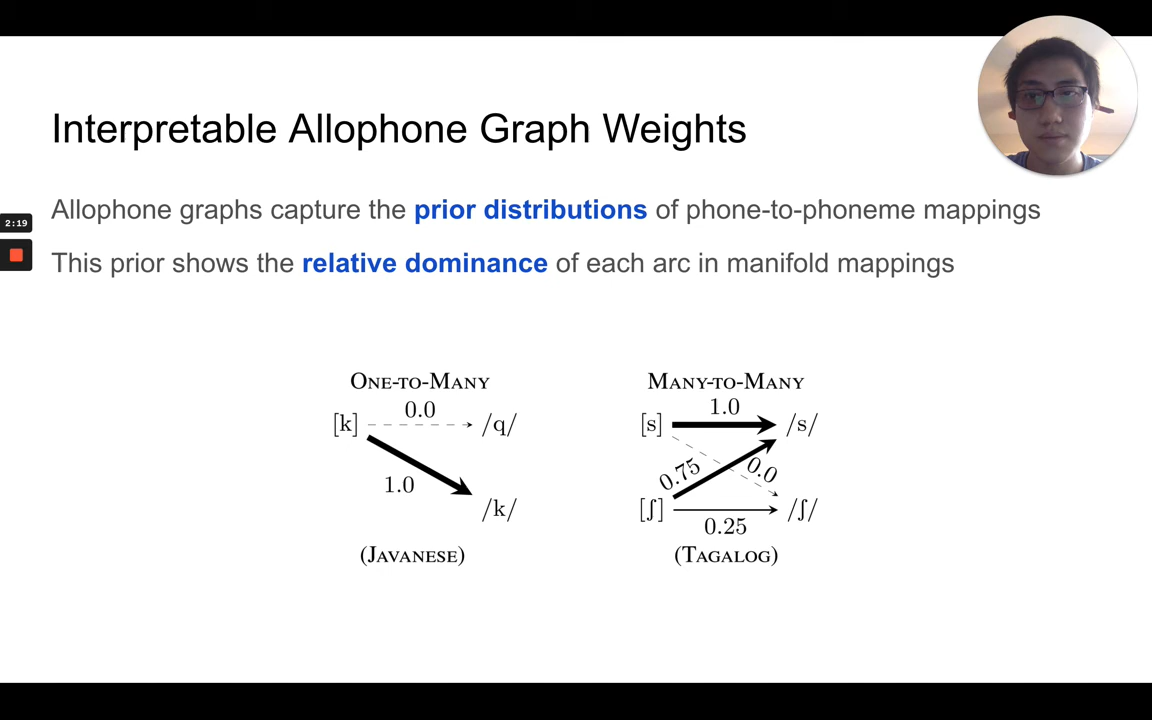 Interpretable Allophone Graph Weights
Allophone graphs capture the prior distributions of phone-to-phoneme mappings
2:19
This prior shows the relative dominance of each arc in manifold mappings
One-to-Many
[k] 0.0 /q/
1.0
/k/
(Javanese)
Many-to-Many
[s] 1.0 /s/
0.75 0.0
[ʃ] 0.25 /ʃ/
(Tagalog)